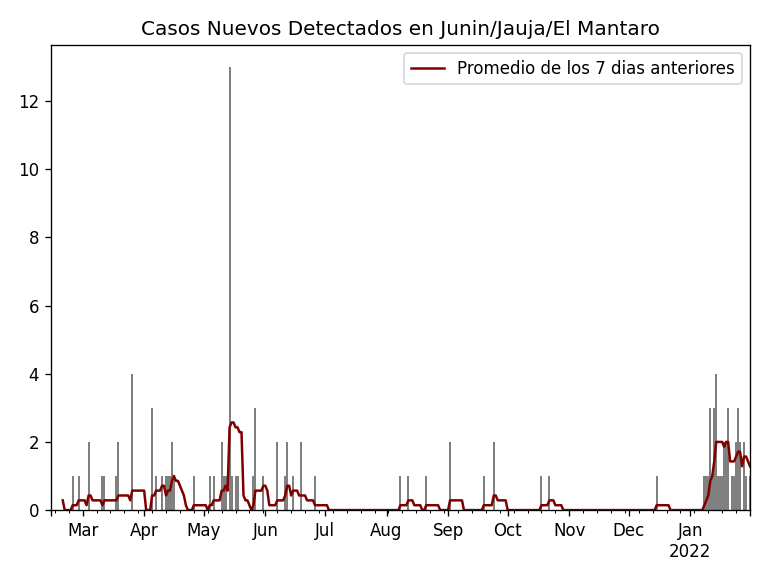 Casos Nuevos Detectados en Junin/Jauja/El Mantaro
Promedio de los 7 dias anteriores
12
10
8
6
4
2
0
Mar Apr May Jun Jul Aug Sep Oct Nov Dec Jan
2022